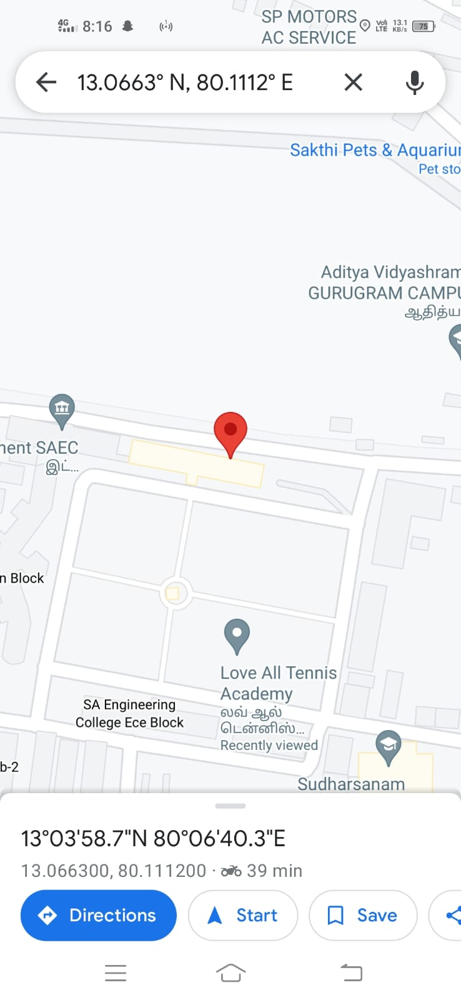 SP MOTORS
AC SERVICE
4G 8:16
Vo)) LTE 13.1 KB/s 75
13.0663° N, 80.1112° E
Sakthi Pets & Aquariu
Pet sto
Aditya Vidyashram
GURUGRAM CAMPU
ஆதித்ய
nent SAEC
இட்...
n Block
Love All Tennis
Academy
லவ் ஆல்
டென்னிஸ்...
Recently viewed
SA Engineering
College Ece Block
b-2
Sudharsanam
13°03'58.7"N 80°06'40.3"E
13.066300, 80.111200 · 39 min
Directions
Start
Save